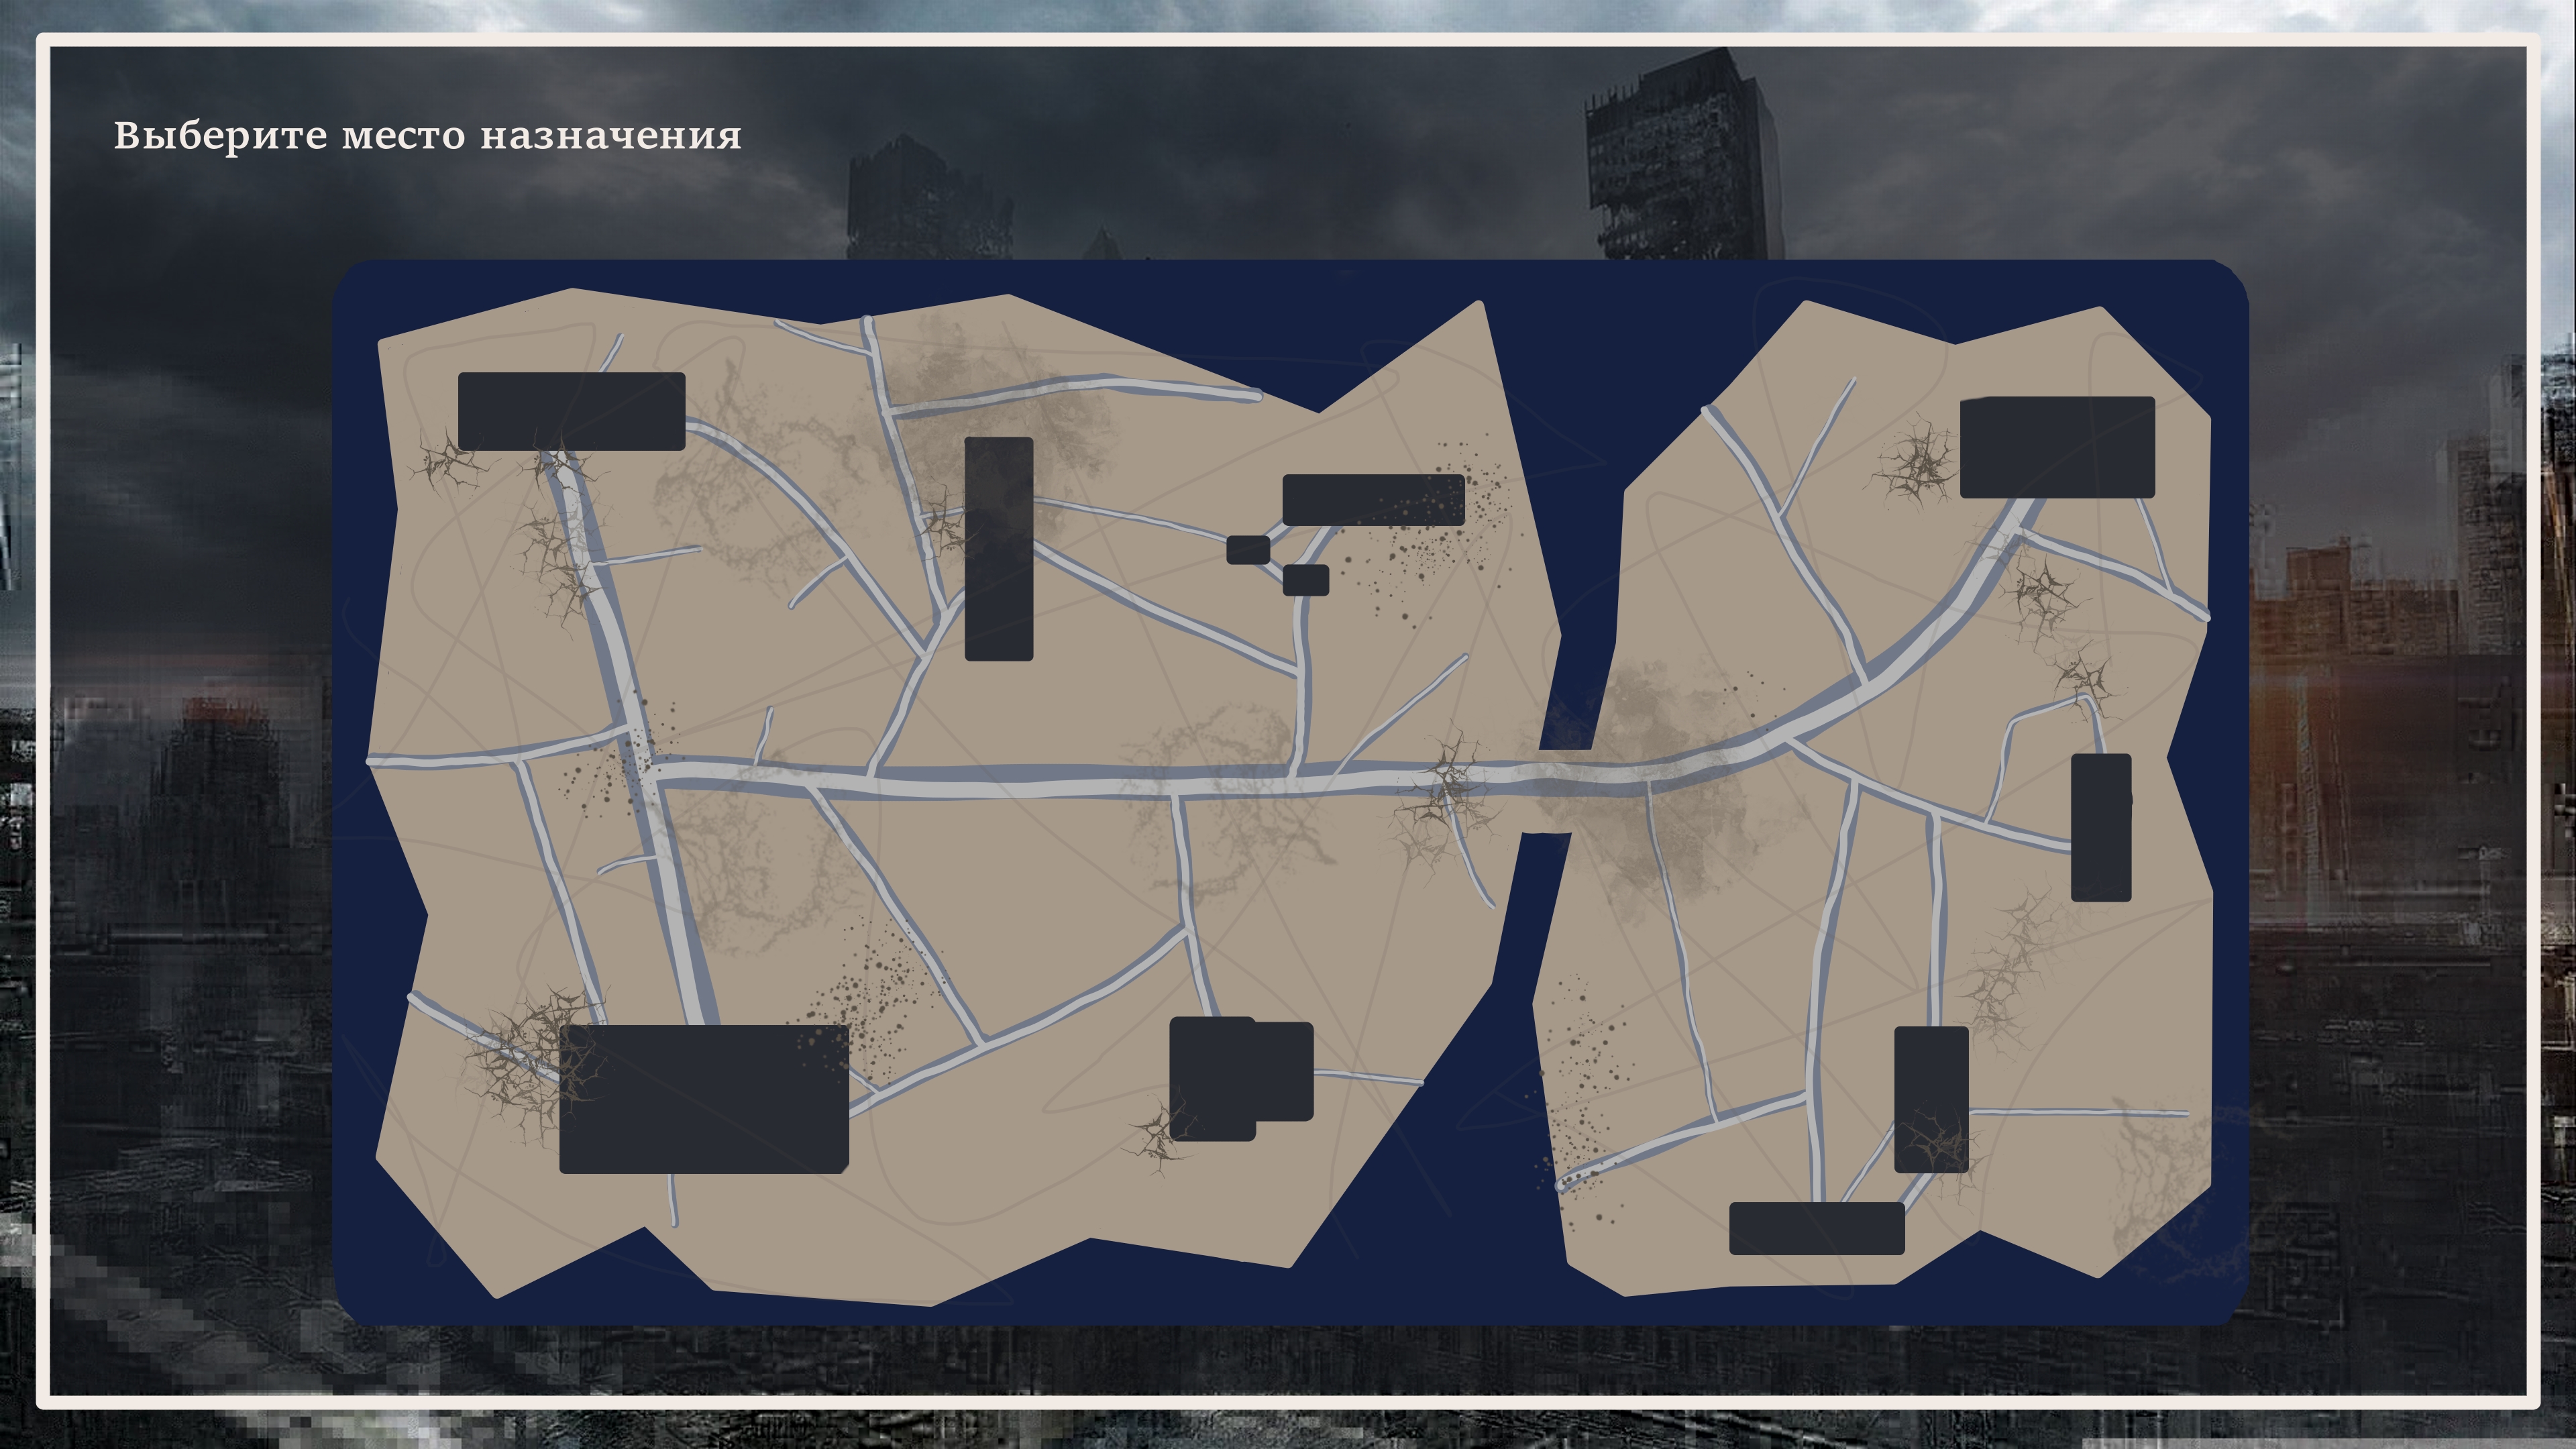 Выберите место назначения